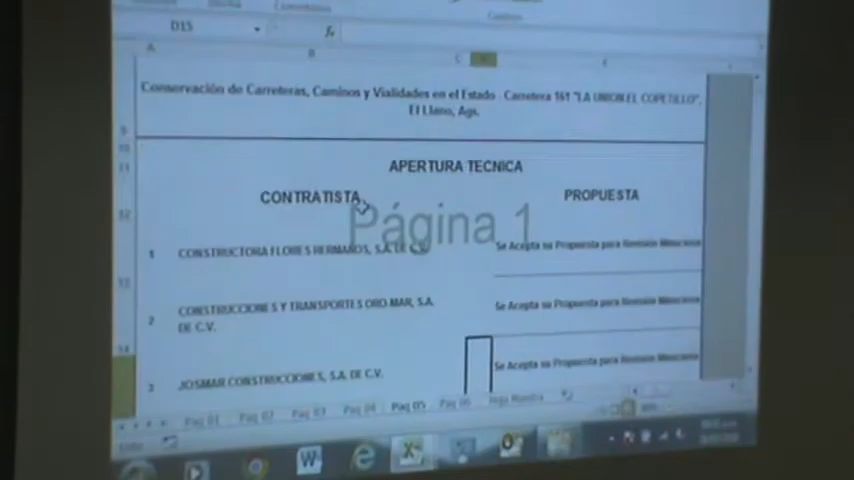 D15
A
B
C
Conservación de Carreteras, Caminos y Vialidades en el Estado - Carretera 161 "LA UNION EL COPETILLO",
El Llano, Ags.
APERTURA TECNICA
CONTRATISTA
PROPUESTA
Página 1
1 CONSTRUCTORA FLORES HERMANOS, S.A. DE C.V. Se Acepta su Propuesta para Revisión
2 CONSTRUCCIONES Y TRANSPORTES ORO MAR, S.A. Se Acepta su Propuesta para Revisión
DE C.V.
3 JOSMAR CONSTRUCCIONES, S.A. DE C.V. Se Acepta su Propuesta para Revisión
Pag 01 Pag 02 Pag 03 Pag 04 Pag 05 Pag 06